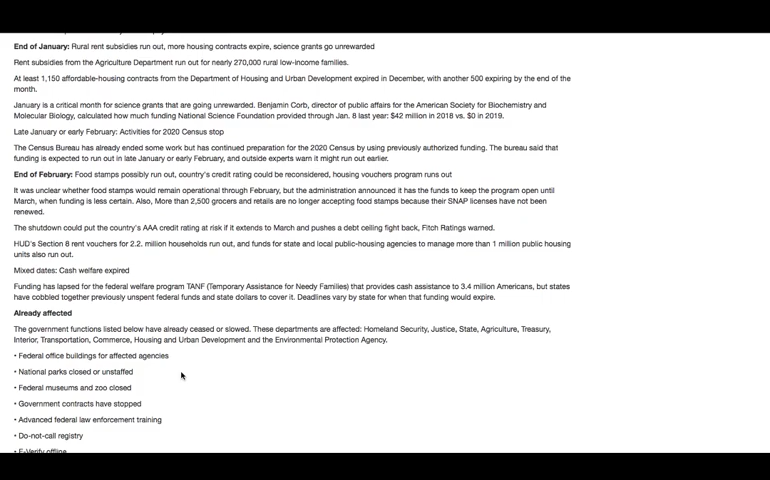 End of January: Rural rent subsidies run out, more housing contracts expire, science grants go unrewarded
Rent subsidies from the Agriculture Department run out for nearly 270,000 rural low-income families.
At least 1,150 affordable-housing contracts from the Department of Housing and Urban Development expired in December, with another 500 expiring by the end of the
month.
January is a critical month for science grants that are going unrewarded. Benjamin Corb, director of public affairs for the American Society for Biochemistry and
Molecular Biology, calculated how much funding National Science Foundation provided through Jan. 8 last year: $42 million in 2018 vs. $0 in 2019.
Late January or early February: Activities for 2020 Census stop
The Census Bureau has already ended some work but has continued preparation for the 2020 Census by using previously authorized funding. The bureau said that
funding is expected to run out in late January or early February, and outside experts warn it might run out earlier.
End of February: Food stamps possibly run out, country's credit rating could be reconsidered, housing vouchers program runs out
It was unclear whether food stamps would remain operational through February, but the administration announced it has the funds to keep the program open until
March, when funding is less certain. Also, More than 2,500 grocers and retails are no longer accepting food stamps because their SNAP licenses have not been
renewed.
The shutdown could put the country's AAA credit rating at risk if it extends to March and pushes a debt ceiling fight back, Fitch Ratings warned.
HUD's Section 8 rent vouchers for 2.2. million households run out, and funds for state and local public-housing agencies to manage more than 1 million public housing
units also run out.
Mixed dates: Cash welfare expired
Funding has lapsed for the federal welfare program TANF (Temporary Assistance for Needy Families) that provides cash assistance to 3.4 million Americans, but states
have cobbled together previously unspent federal funds and state dollars to cover it. Deadlines vary by state for when that funding would expire.
Already affected
The government functions listed below have already ceased or slowed. These departments are affected: Homeland Security, Justice, State, Agriculture, Treasury,
Interior, Transportation, Commerce, Housing and Urban Development and the Environmental Protection Agency.
• Federal office buildings for affected agencies
• National parks closed or unstaffed
• Federal museums and zoo closed
• Government contracts have stopped
• Advanced federal law enforcement training
• Do-not-call registry
• E-Verify offline